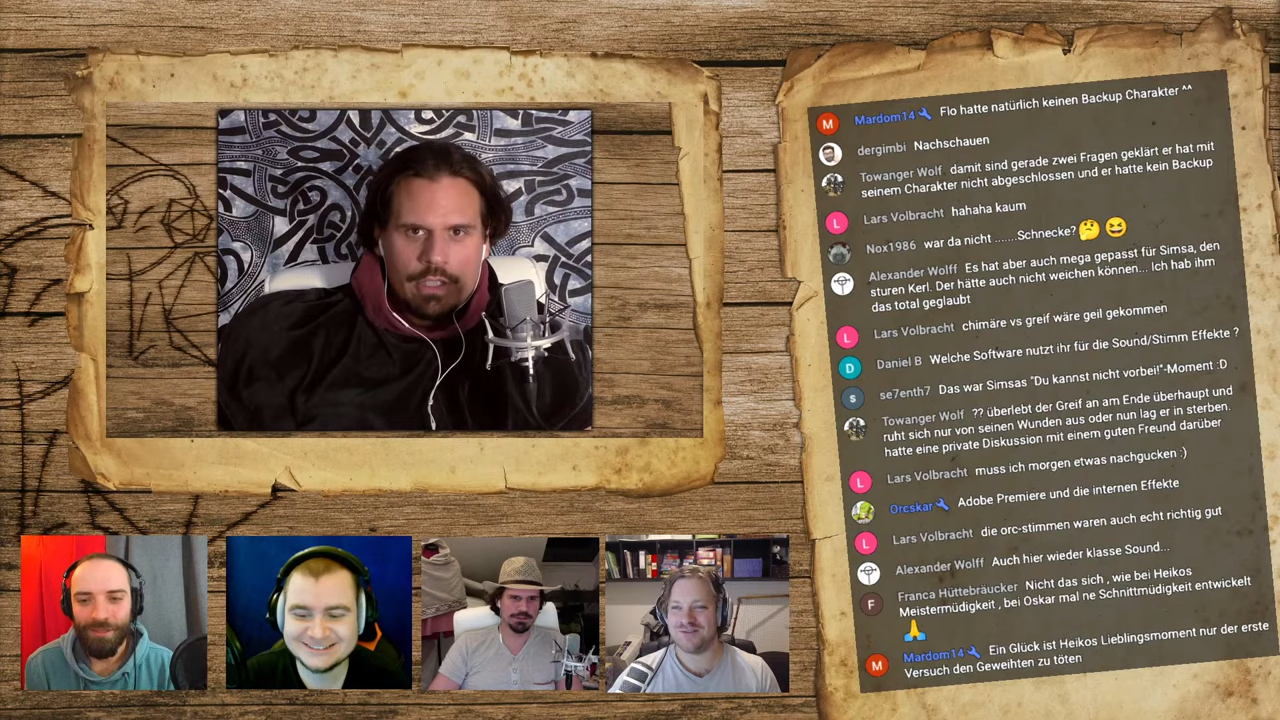 M Mardom14 Flo hatte natürlich keinen Backup Charakter ^^
dergimbi Nachschauen
Towanger Wolf damit sind gerade zwei Fragen geklärt er hat mit
seinem Charakter nicht abgeschlossen und er hatte kein Backup
L Lars Volbracht hahaha kaum
Nox1986 war da nicht .......Schnecke?🤔😆
Alexander Wolff Es hat aber auch mega gepasst für Simsa, den
sturen Kerl. Der hätte auch nicht weichen können... Ich hab ihm
das total geglaubt
L Lars Volbracht chimäre vs greif wäre geil gekommen
D Daniel B Welche Software nutzt ihr für die Sound/Stimm Effekte ?
s se7enth7 Das war Simsas "Du kannst nicht vorbei!"-Moment :D
Towanger Wolf ?? überlebt der Greif an am Ende überhaupt und
ruht sich nur von seinen Wunden aus oder nun lag er in sterben.
hatte eine private Diskussion mit einem guten Freund darüber
L Lars Volbracht muss ich morgen etwas nachgucken :)
Orcskar Adobe Premiere und die internen Effekte
L Lars Volbracht die orc-stimmen waren auch echt richtig gut
Alexander Wolff Auch hier wieder klasse Sound...
F Franca Hüttebräucker Nicht das sich , wie bei Heikos
Meistermüdigkeit , bei Oskar mal ne Schnittmüdigkeit entwickelt
🙏
M Mardom14 Ein Glück ist Heikos Lieblingsmoment nur der erste
Versuch den Geweihten zu töten